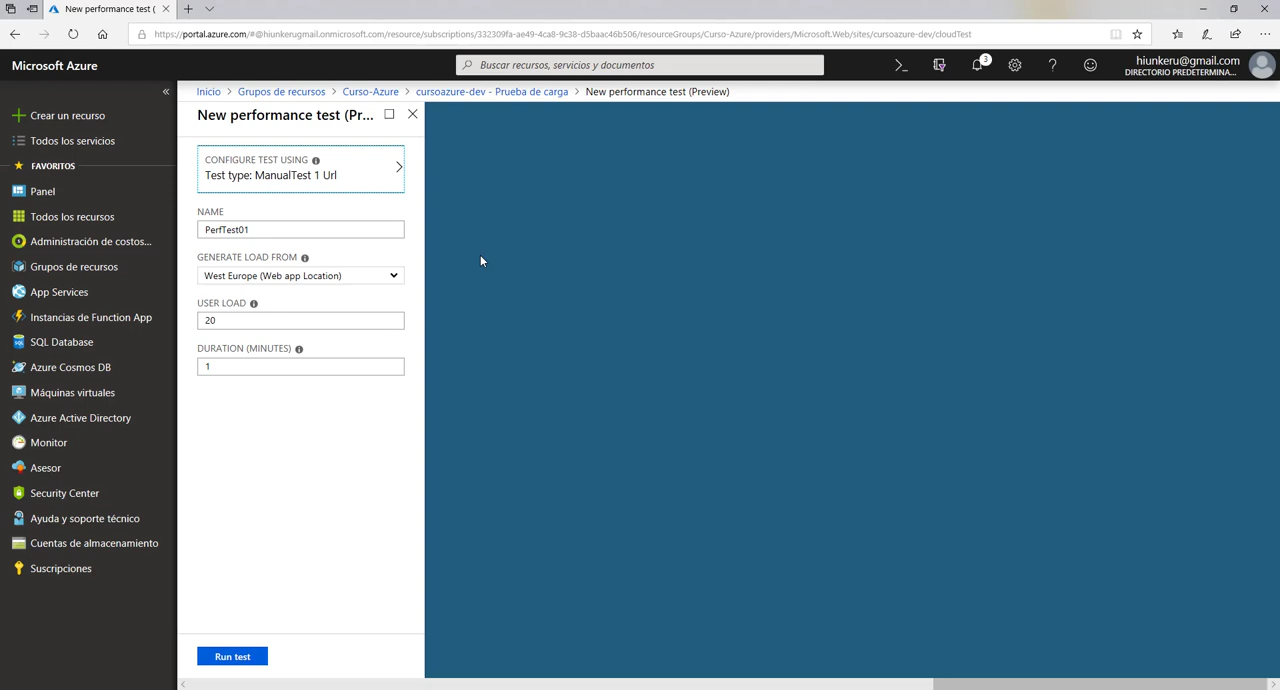 New performance test (
https://portal.azure.com/#@hiunkerugmail.onmicrosoft.com/resource/subscriptions/332309fa-ae49-4ca8-9c38-d5baac46b506/resourceGroups/Curso-Azure/providers/Microsoft.Web/sites/cursoazure-dev/cloudTest
Microsoft Azure
Buscar recursos, servicios y documentos
3
hiunkeru@gmail.com
DIRECTORIO PREDETERMINA...
Inicio > Grupos de recursos > Curso-Azure > cursoazure-dev - Prueba de carga > New performance test (Preview)
Crear un recurso
Todos los servicios
FAVORITOS
Panel
Todos los recursos
Administración de costos...
Grupos de recursos
App Services
Instancias de Function App
SQL Database
Azure Cosmos DB
Máquinas virtuales
Azure Active Directory
Monitor
Asesor
Security Center
Ayuda y soporte técnico
Cuentas de almacenamiento
Suscripciones
New performance test (Pr...
CONFIGURE TEST USING
Test type: ManualTest 1 Url
NAME
PerfTest01
GENERATE LOAD FROM
West Europe (Web app Location)
USER LOAD
20
DURATION (MINUTES)
1
Run test